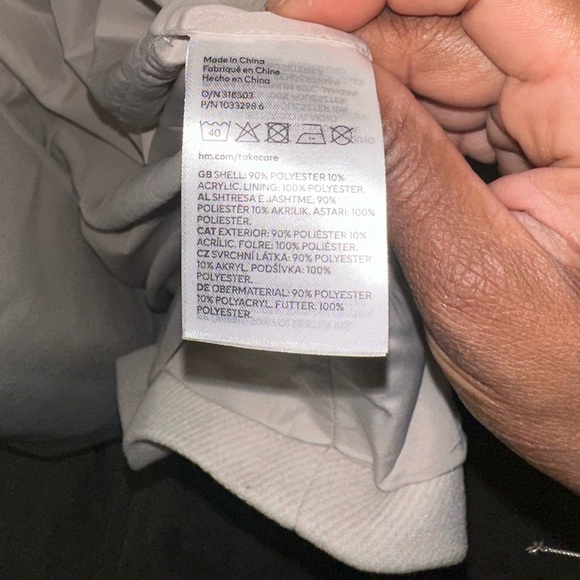 Made in China
Fabriqué en Chine
Hecho en China
O/N 318503
P/N 1033298 6
40
hm.com/takecare
GB SHELL: 90% POLYESTER 10%
ACRYLIC. LINING: 100% POLYESTER.
AL SHTRESA E JASHTME: 90%
POLIESTËR 10% AKRILIK. ASTARI: 100%
POLIESTËR.
CAT EXTERIOR: 90% POLIÈSTER 10%
ACRÍLIC. FOLRE: 100% POLIÈSTER.
CZ SVRCHNÍ LÁTKA: 90% POLYESTER
10% AKRYL. PODŠÍVKA: 100%
POLYESTER.
DE OBERMATERIAL: 90% POLYESTER
10% POLYACRYL. FUTTER: 100%
POLYESTER.